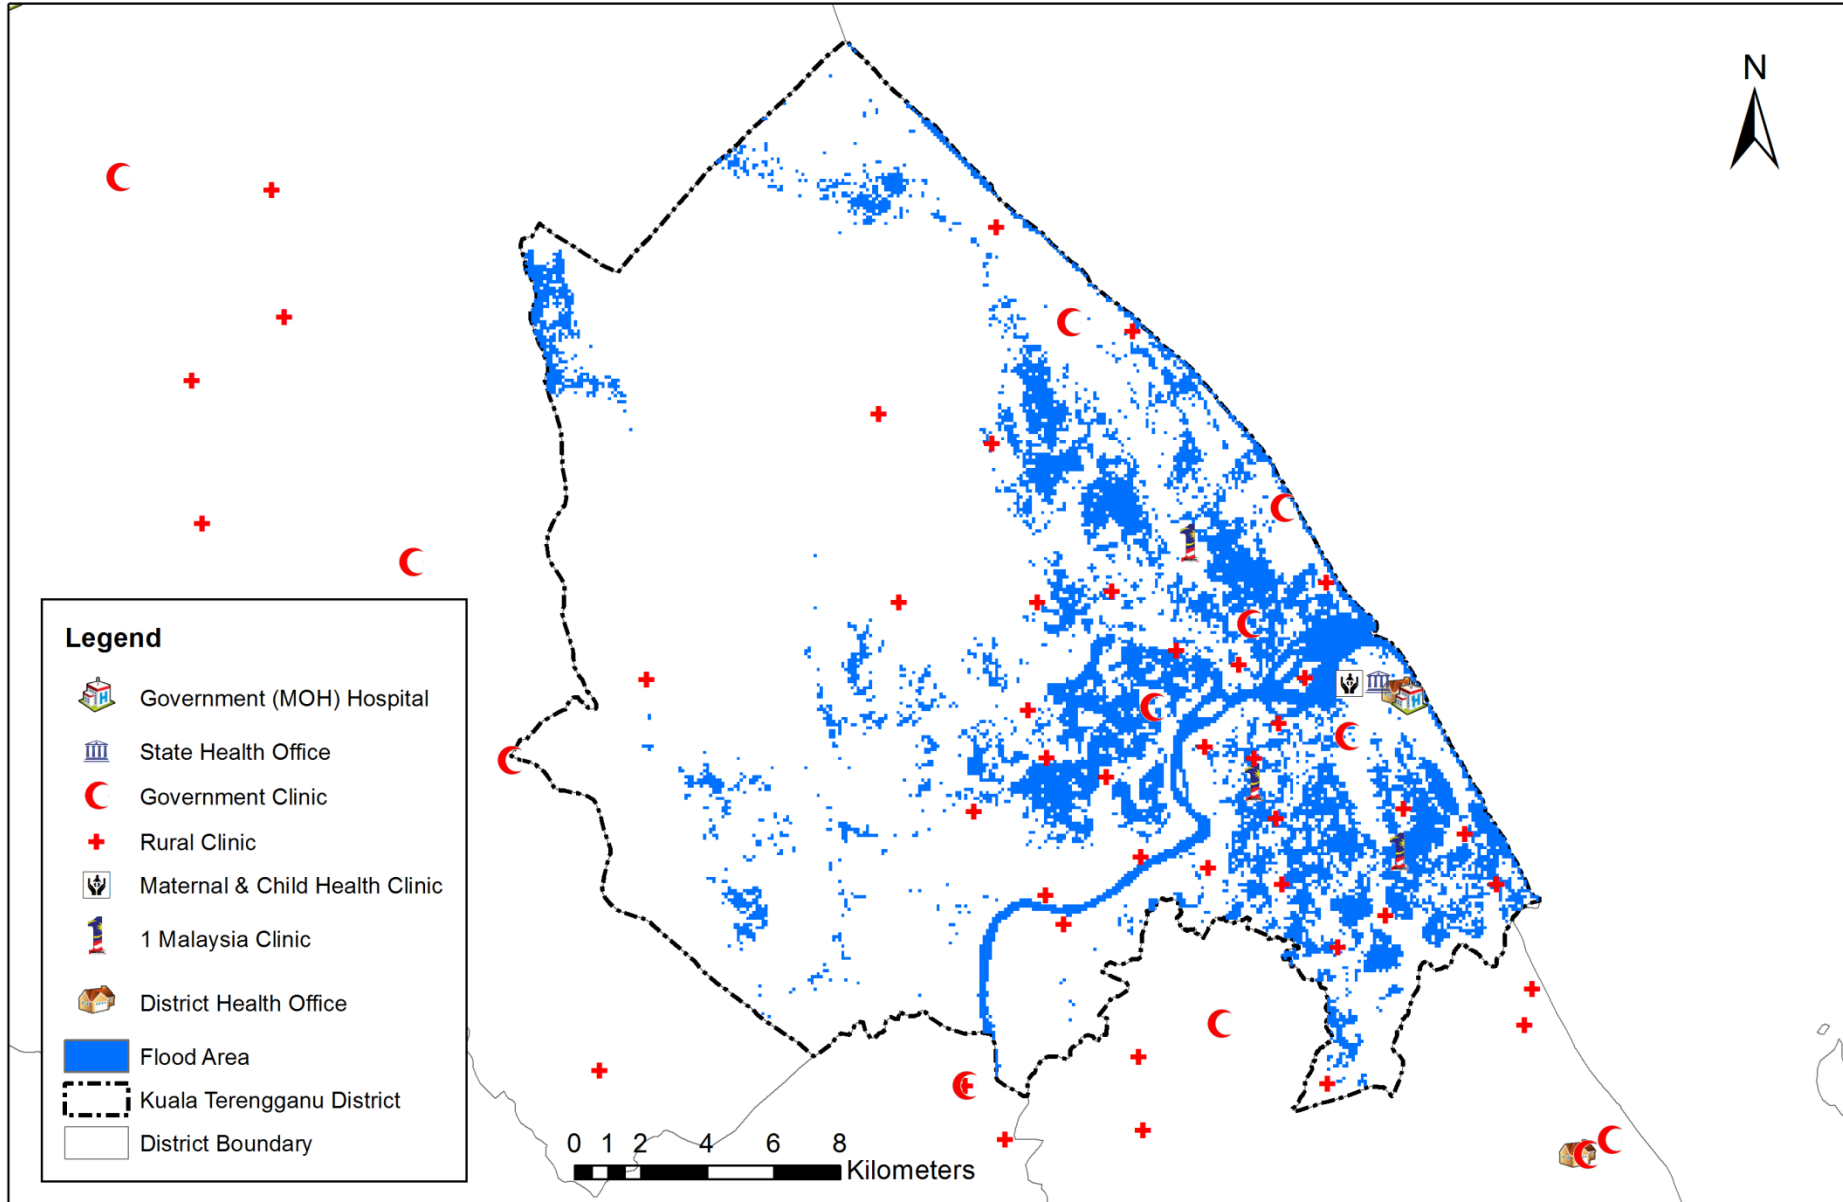 N
Legend
Government (MOH) Hospital
State Health Office
Government Clinic
Rural Clinic
Maternal & Child Health Clinic
1 Malaysia Clinic
District Health Office
Flood Area
Kuala Terengganu District
District Boundary
0 1 2 4 6 8
Kilometers